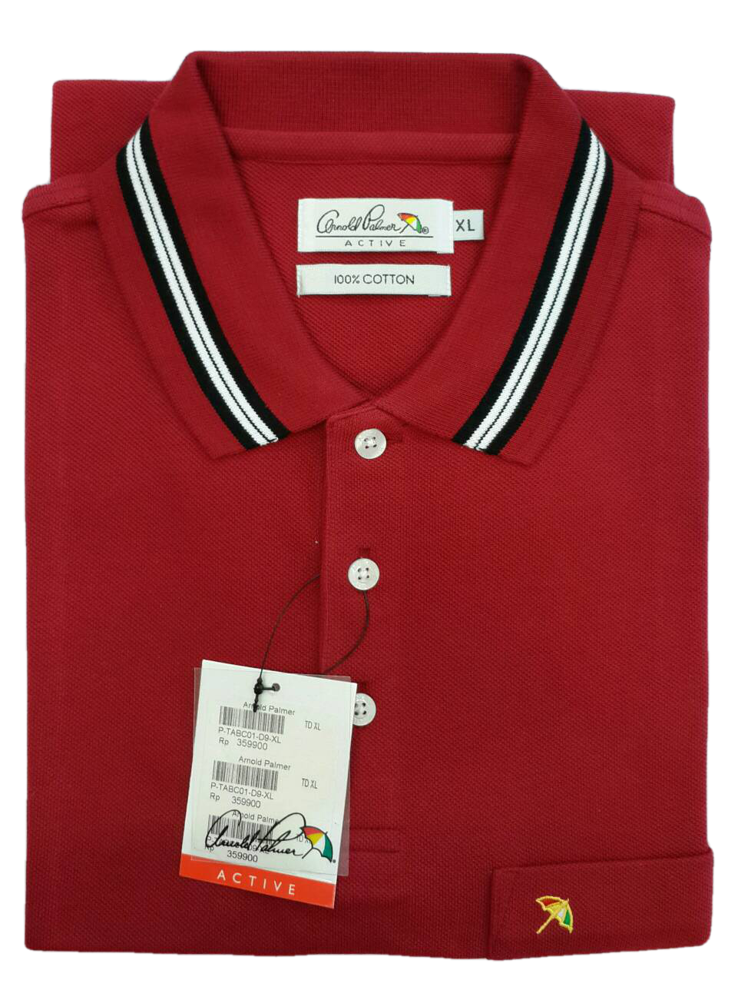 Arnold Palmer ®
ACTIVE
XL
100% COTTON
Arnold Palmer
TD XL
P-TABC01-D9-XL
Rp 359900
Arnold Palmer
TD XL
P-TABC01-D9-XL
Rp 359900
Arnold Palmer
Rp 359900
Arnold Palmer
ACTIVE